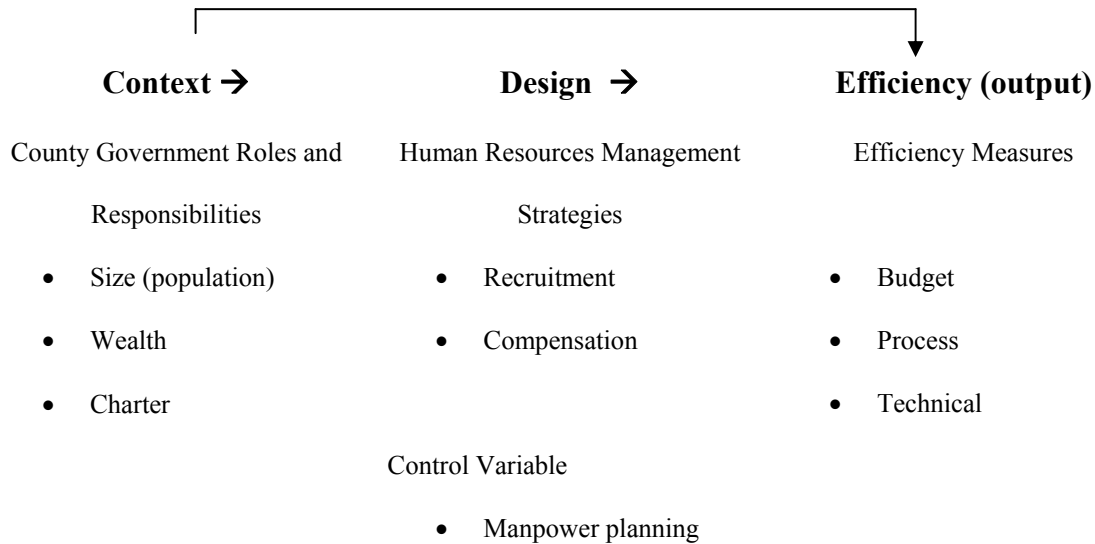 Context →
County Government Roles and
Responsibilities
• Size (population)
• Wealth
• Charter
Design →
Human Resources Management
Strategies
• Recruitment
• Compensation
Control Variable
• Manpower planning
Efficiency (output)
Efficiency Measures
• Budget
• Process
• Technical